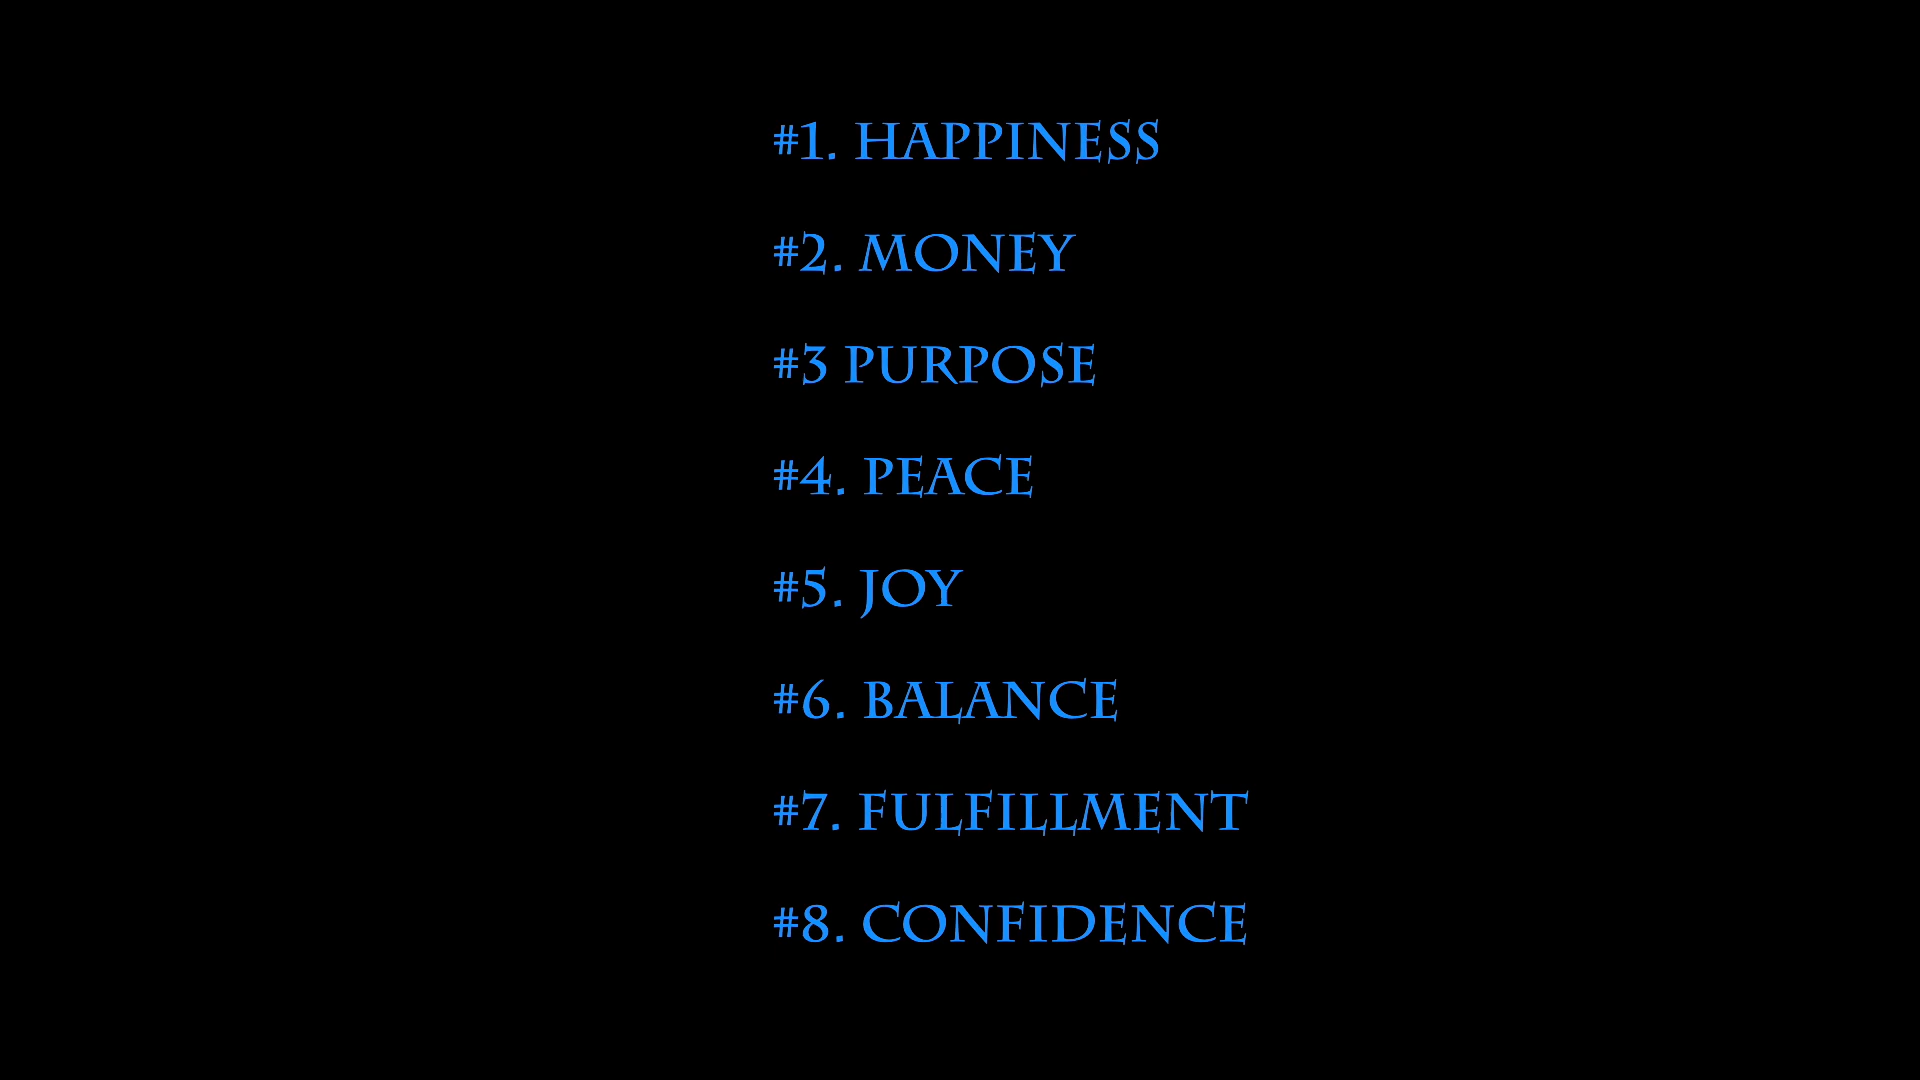 #1. HAPPINESS
#2. MONEY
#3 PURPOSE
#4. PEACE
#5. JOY
#6. BALANCE
#7. FULFILLMENT
#8. CONFIDENCE